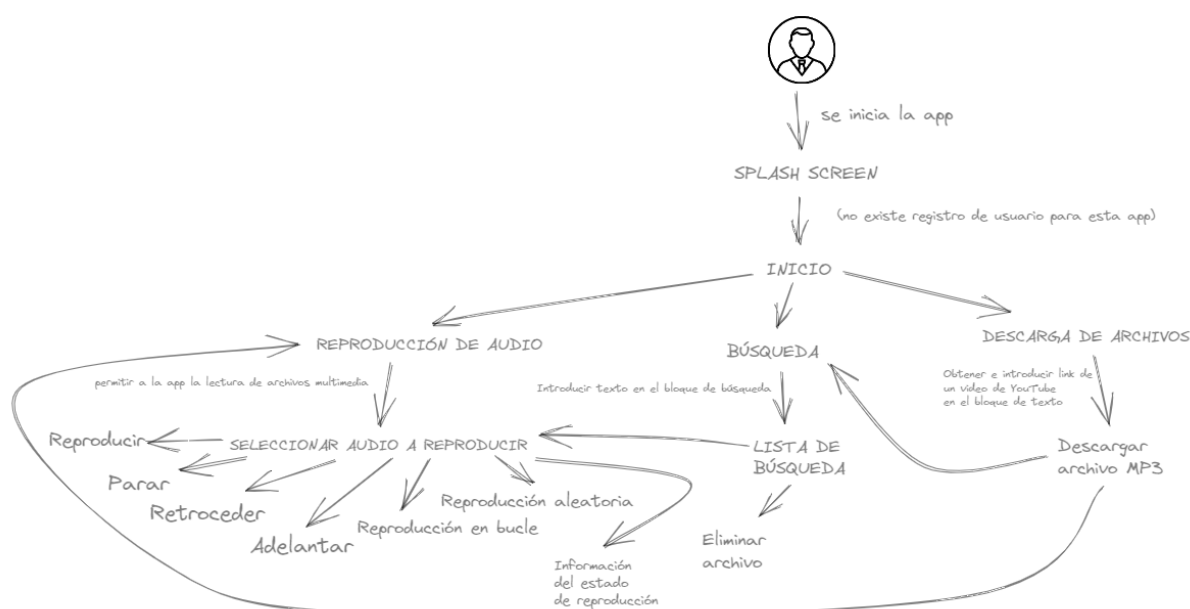 se inicia la app
SPLASH SCREEN
(no existe registro de usuario para esta app)
INICIO
REPRODUCCIÓN DE AUDIO
BÚSQUEDA
DESCARGA DE ARCHIVOS
permitir a la app la lectura de archivos multimedia
Introducir texto en el bloque de búsqueda
Obtener e introducir link de
un video de YouTube
en el bloque de texto
Reproducir
SELECCIONAR AUDIO A REPRODUCIR
LISTA DE
BÚSQUEDA
Descargar
archivo MP3
Parar
Retroceder
Adelantar
Reproducción en bucle
Reproducción aleatoria
Información
del estado
de reproducción
Eliminar
archivo